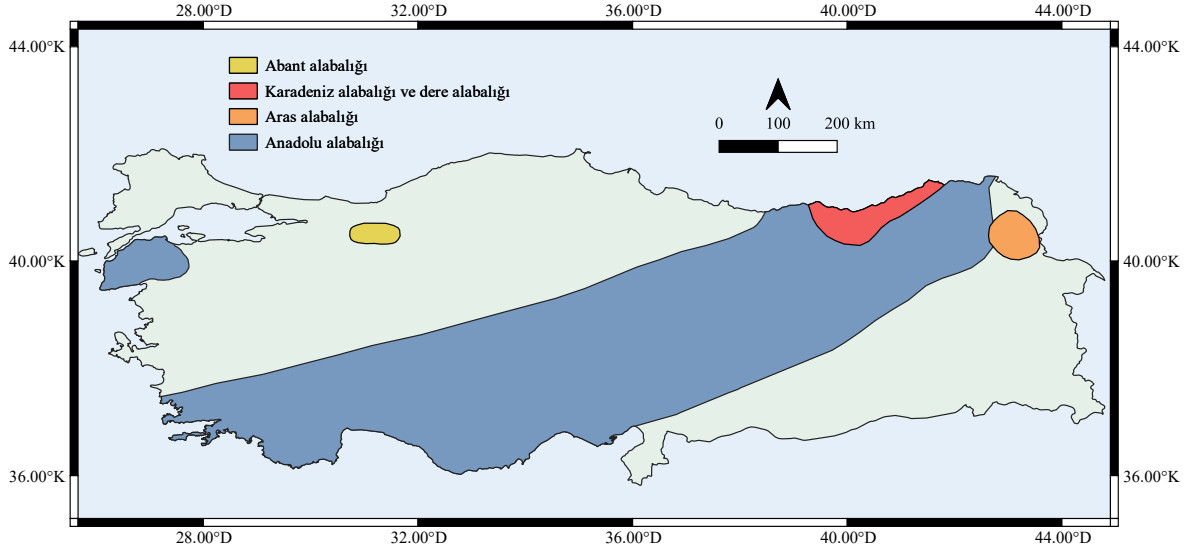 28.00°D 32.00°D 36.00°D 40.00°D 44.00°D
44.00°K 44.00°K
Abant alabalığı
Karadeniz alabalığı ve dere alabalığı
Aras alabalığı
Anadolu alabalığı
0 100 200 km
40.00°K 40.00°K
36.00°K 36.00°K
28.00°D 32.00°D 36.00°D 40.00°D 44.00°D